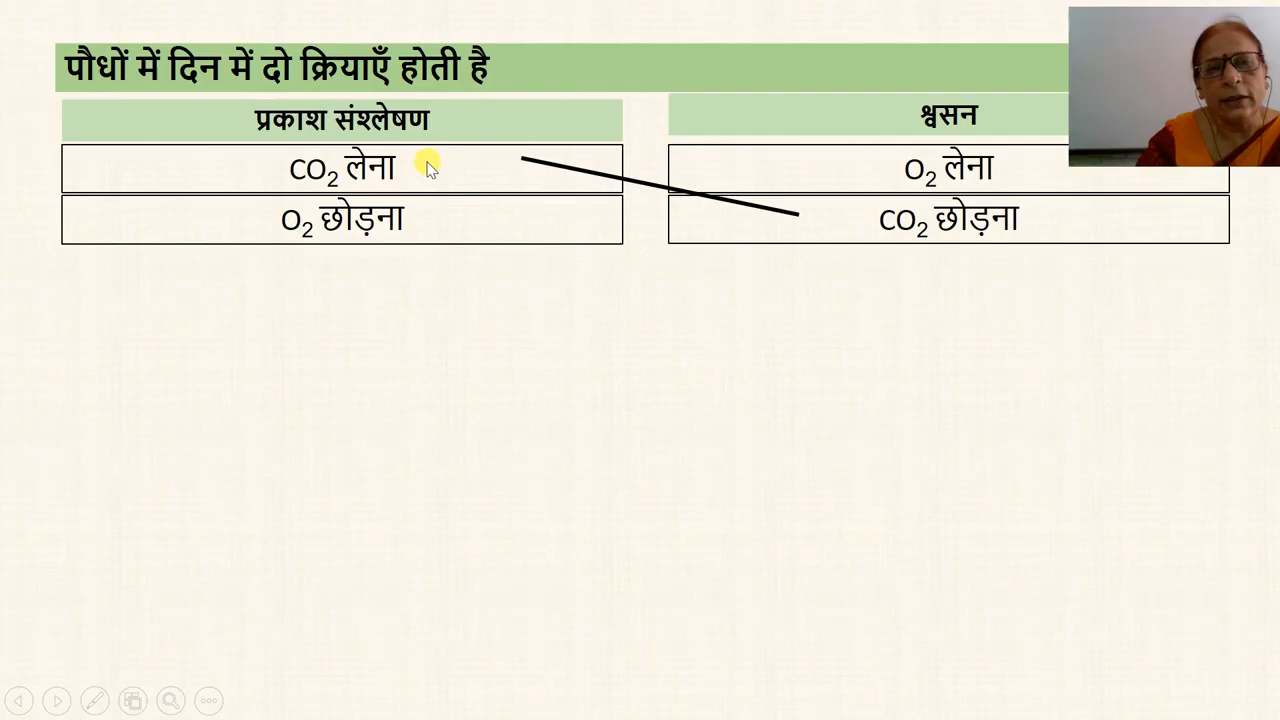 पौधों में दिन में दो क्रियाएँ होती है
प्रकाश संश्लेषण
श्वसन
CO₂ लेना
O₂ लेना
O₂ छोड़ना
CO₂ छोड़ना